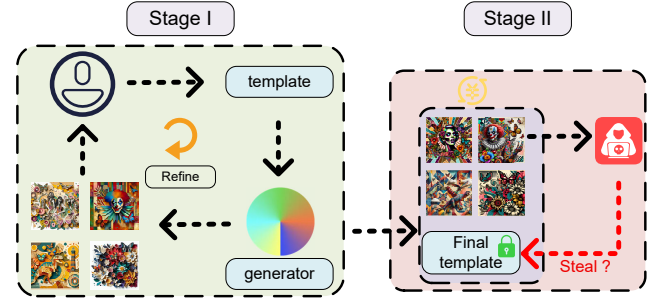 Stage I
Stage II
template
Refine
generator
Final
template
Steal ?